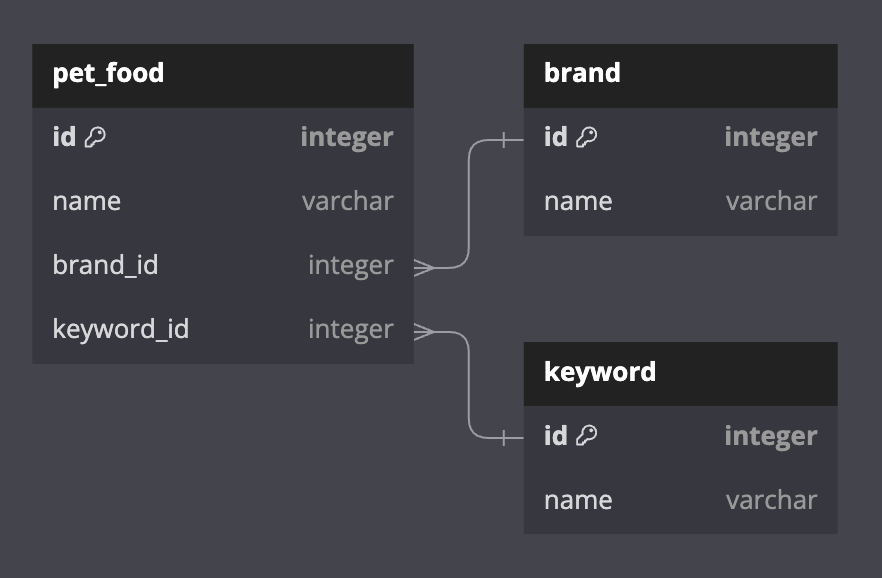 pet_food
id integer
name varchar
brand_id integer
keyword_id integer
brand
id integer
name varchar
keyword
id integer
name varchar